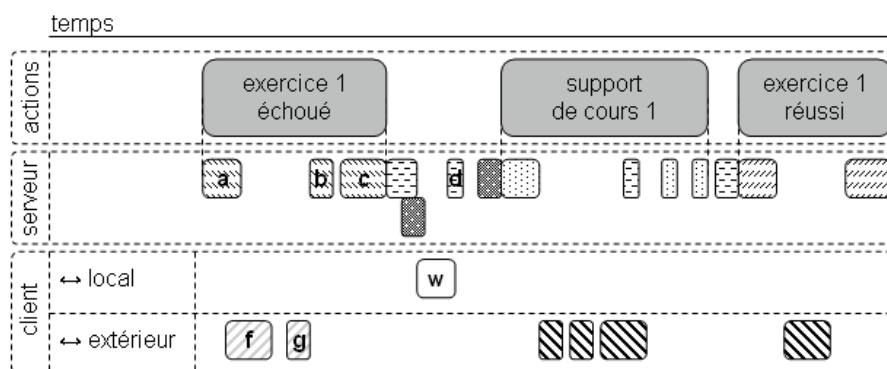 temps
actions
exercice 1
échoué
support
de cours 1
exercice 1
réussi
serveur
a
b
c
d
client
↔ local
w
↔ extérieur
f
g